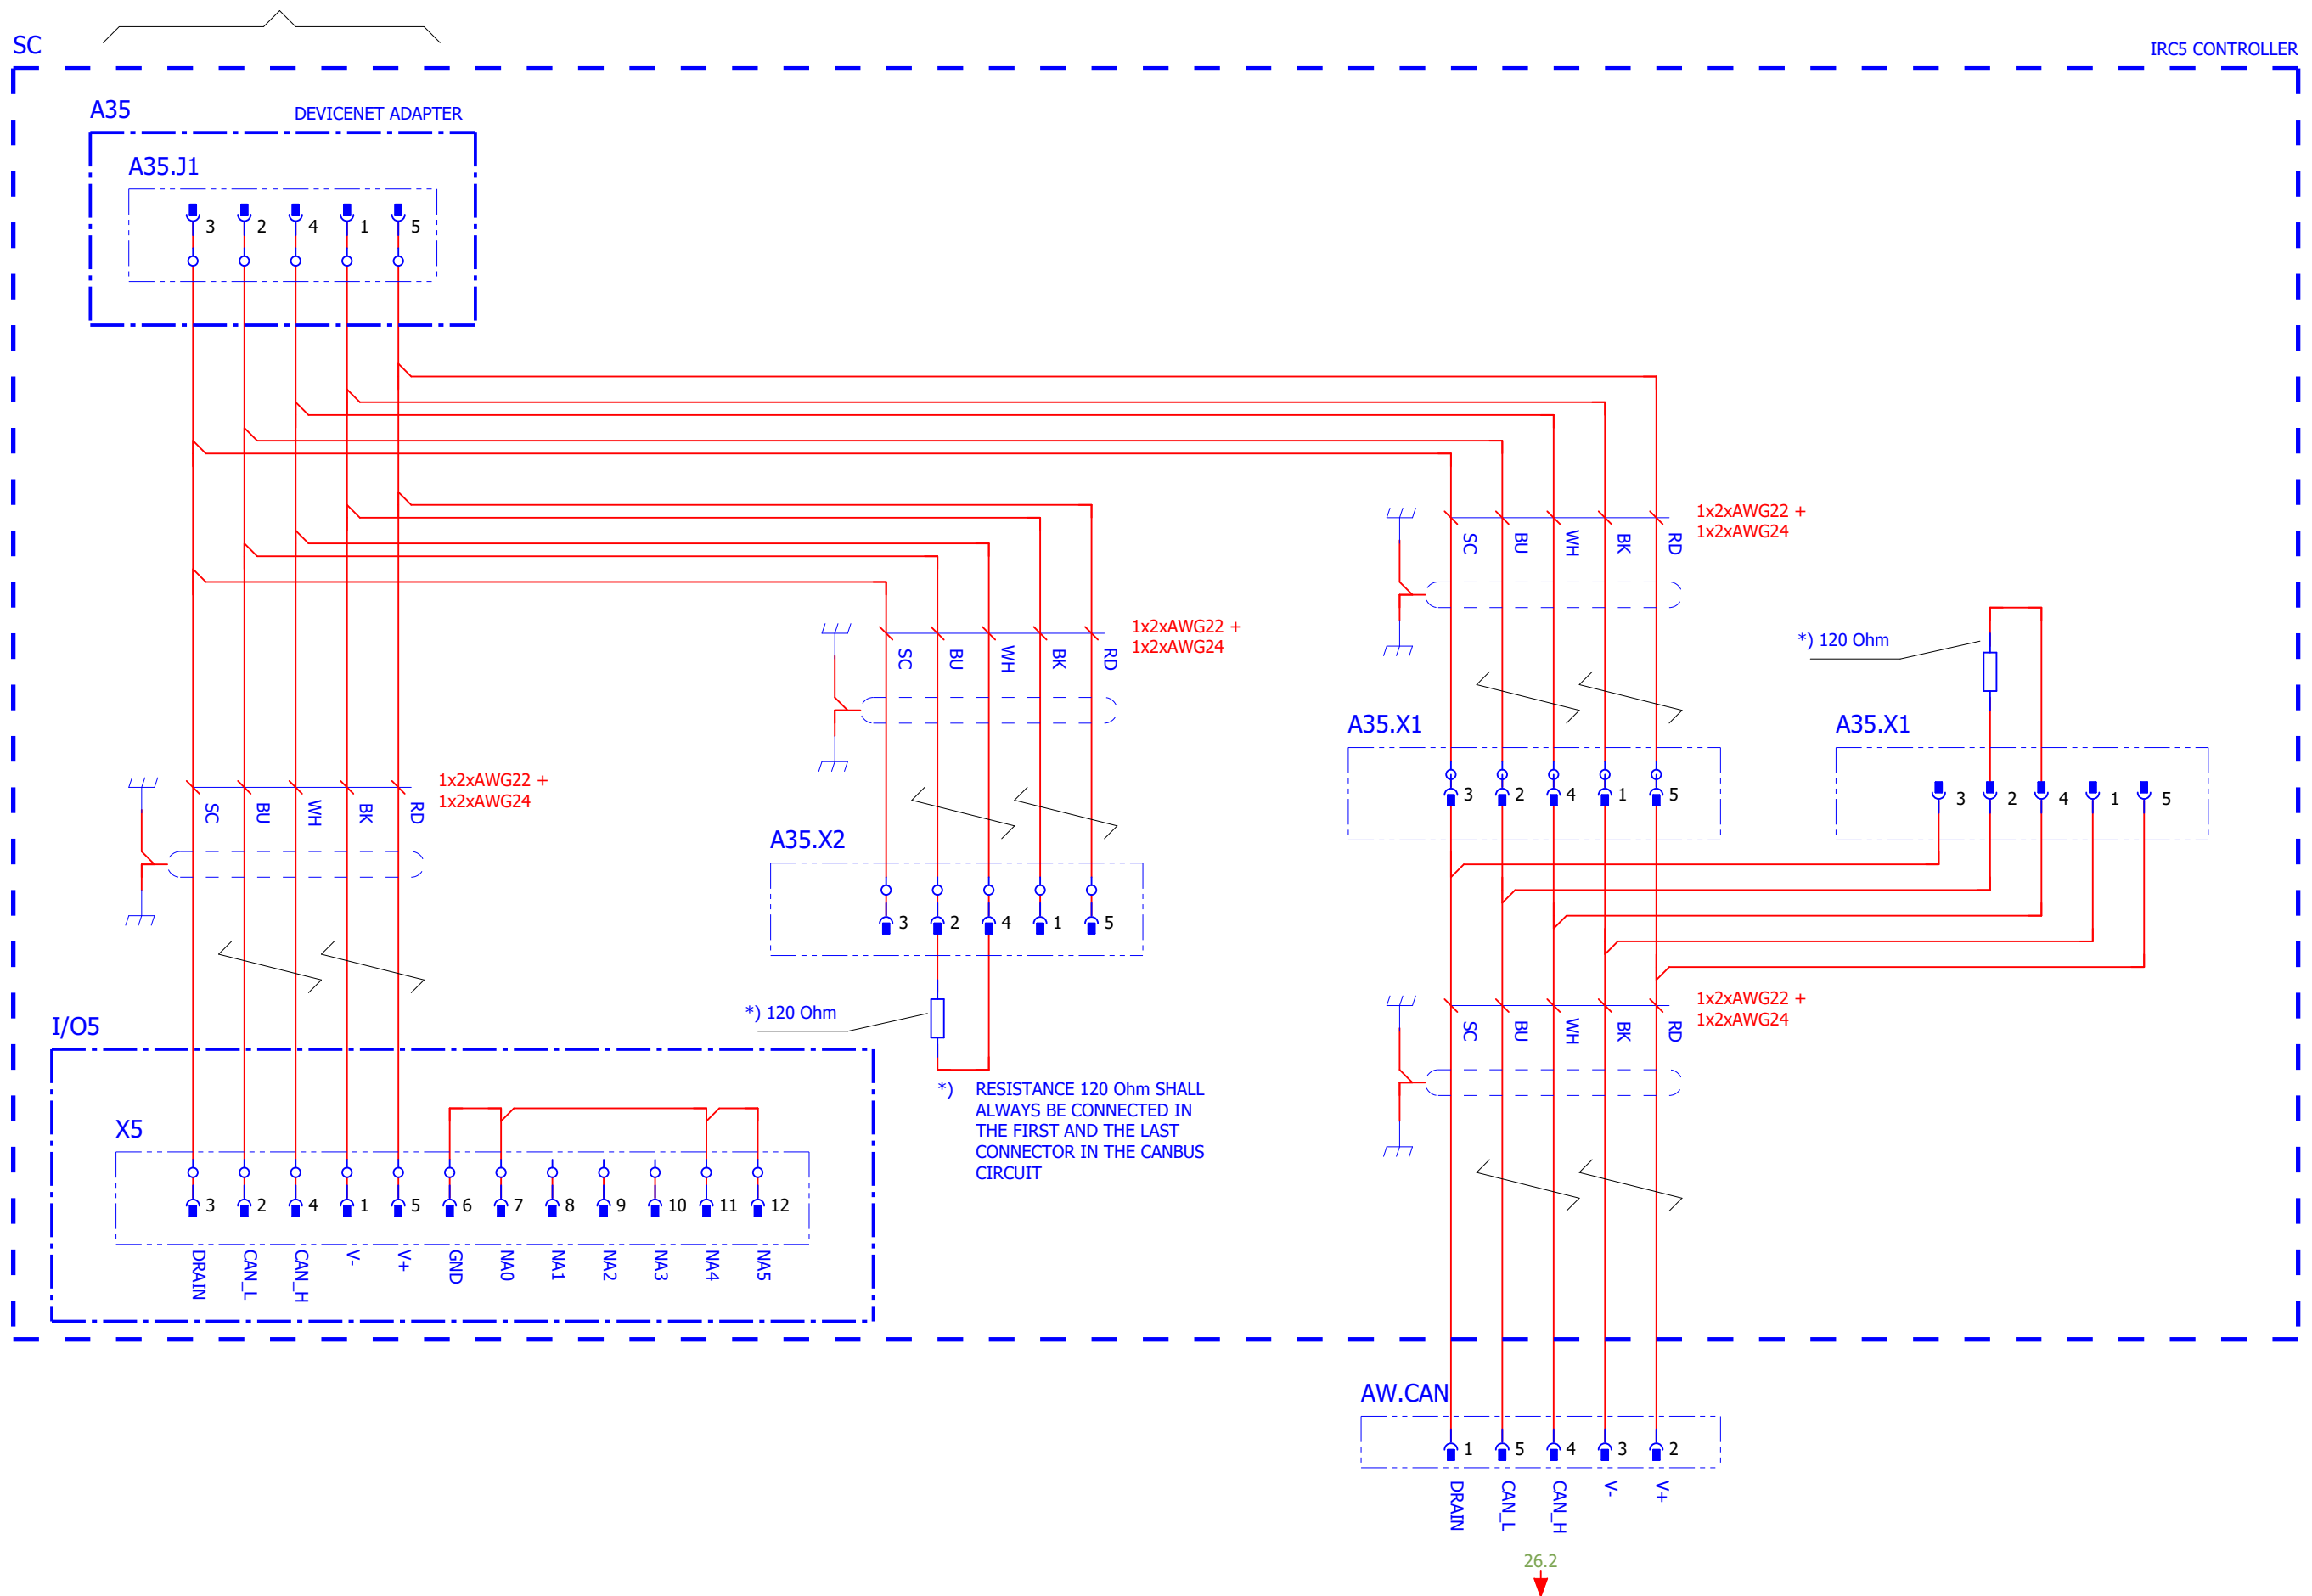 SC
IRC5 CONTROLLER
A35
DEVICENET ADAPTER
A35.J1
3 2 4 1 5
1x2xAWG22 +
1x2xAWG24
SC BU WH BK RD
1x2xAWG22 +
1x2xAWG24
SC BU WH BK RD
*) 120 Ohm
A35.X1
3 2 4 1 5
A35.X1
3 2 4 1 5
1x2xAWG22 +
1x2xAWG24
SC BU WH BK RD
A35.X2
3 2 4 1 5
*) 120 Ohm
*) RESISTANCE 120 Ohm SHALL
ALWAYS BE CONNECTED IN
THE FIRST AND THE LAST
CONNECTOR IN THE CANBUS
CIRCUIT
1x2xAWG22 +
1x2xAWG24
SC BU WH BK RD
I/O5
X5
3 2 4 1 5 6 7 8 9 10 11 12
DRAIN CAN_L CAN_H V- V+ GND NA0 NA1 NA2 NA3 NA4 NA5
AW.CAN
1 5 4 3 2
DRAIN CAN_L CAN_H V- V+
26.2